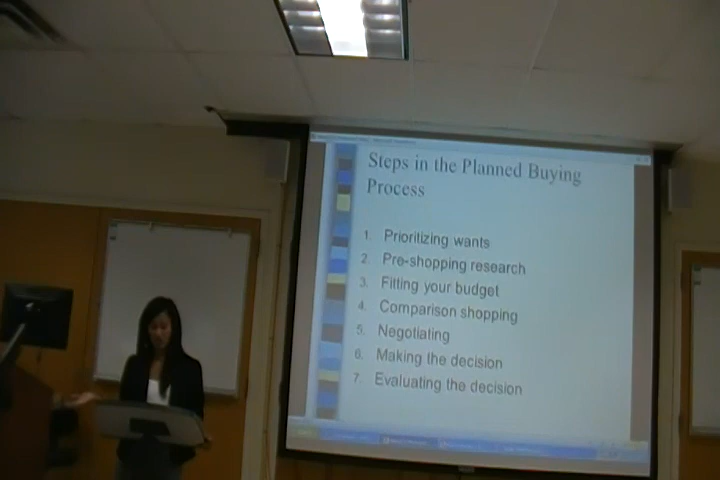 Steps in the Planned Buying
Process
1. Prioritizing wants
2. Pre-shopping research
3. Fitting your budget
4. Comparison shopping
5. Negotiating
6. Making the decision
7. Evaluating the decision